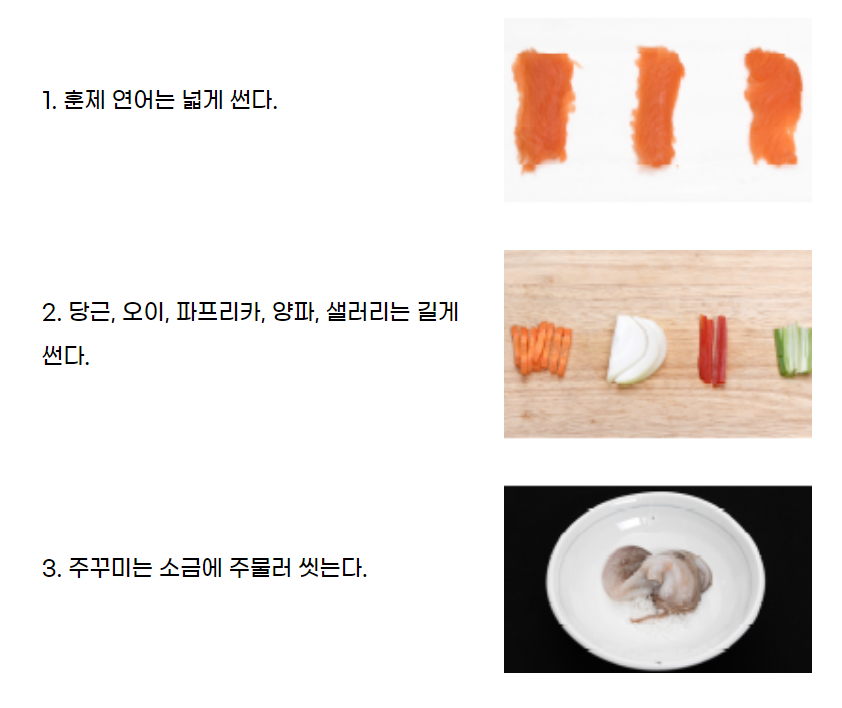 1. 훈제 연어는 넓게 썬다.
2. 당근, 오이, 파프리카, 양파, 샐러리는 길게
썬다.
3. 주꾸미는 소금에 주물러 씻는다.